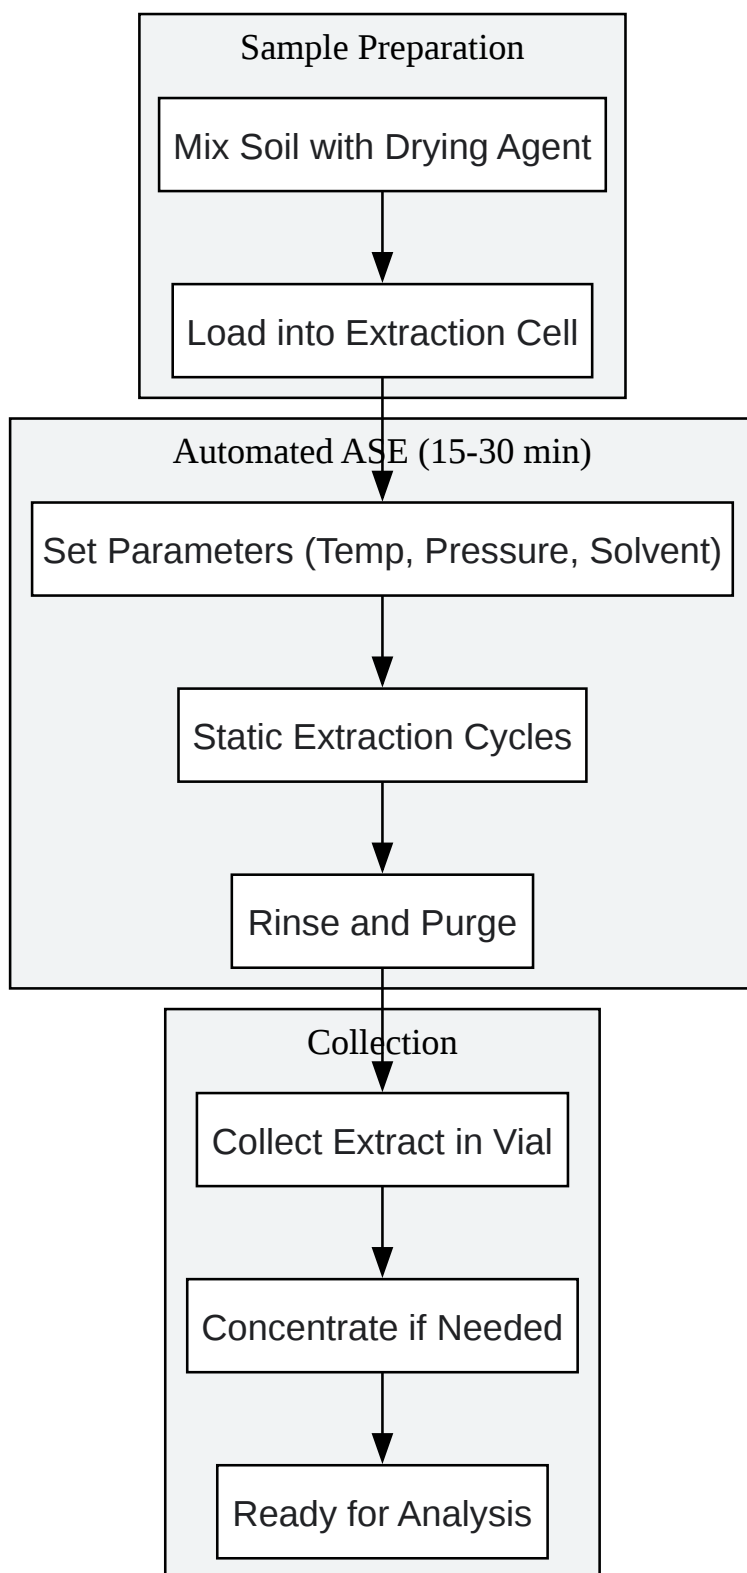 Sample Preparation
Mix Soil with Drying Agent
Load into Extraction Cell
Automated ASE (15-30 min)
Set Parameters (Temp, Pressure, Solvent)
Static Extraction Cycles
Rinse and Purge
Collection
Collect Extract in Vial
Concentrate if Needed
Ready for Analysis